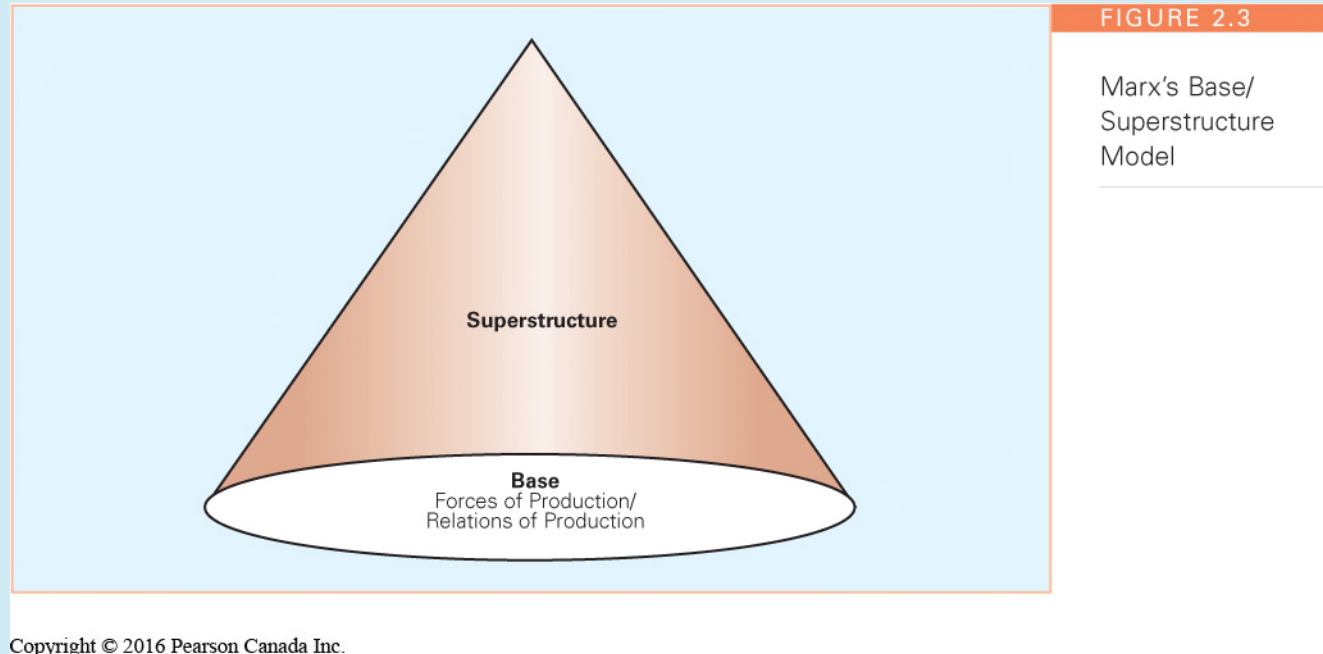 FIGURE 2.3
Marx's Base/
Superstructure
Model
Superstructure
Base
Forces of Production/
Relations of Production
Copyright © 2016 Pearson Canada Inc.